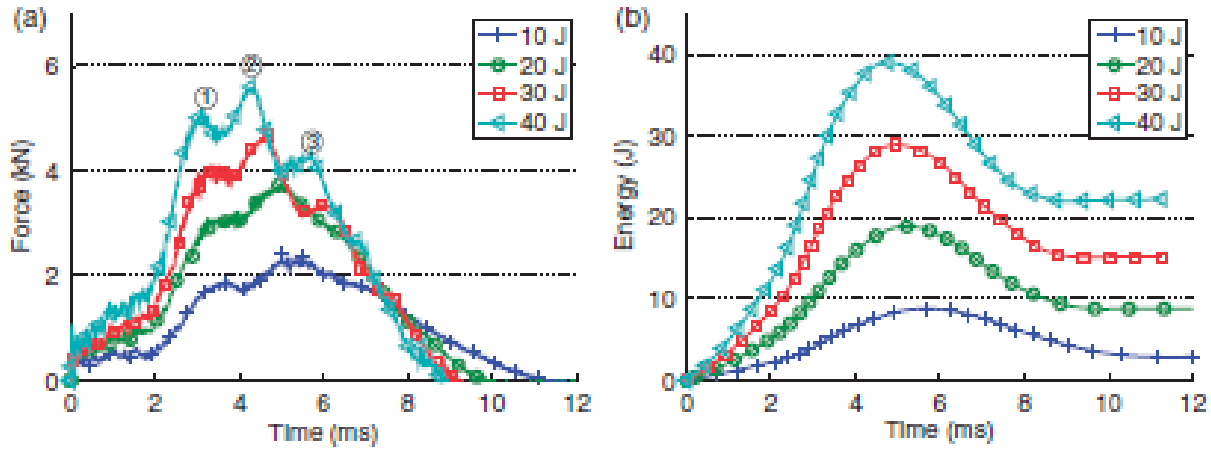 (a)
Force (kN)
6
4
2
0
0 2 4 6 8 10 12
Time (ms)
① ② ③
10 J
20 J
30 J
40 J
(b)
Energy (J)
40
30
20
10
0
0 2 4 6 8 10 12
Time (ms)
10 J
20 J
30 J
40 J